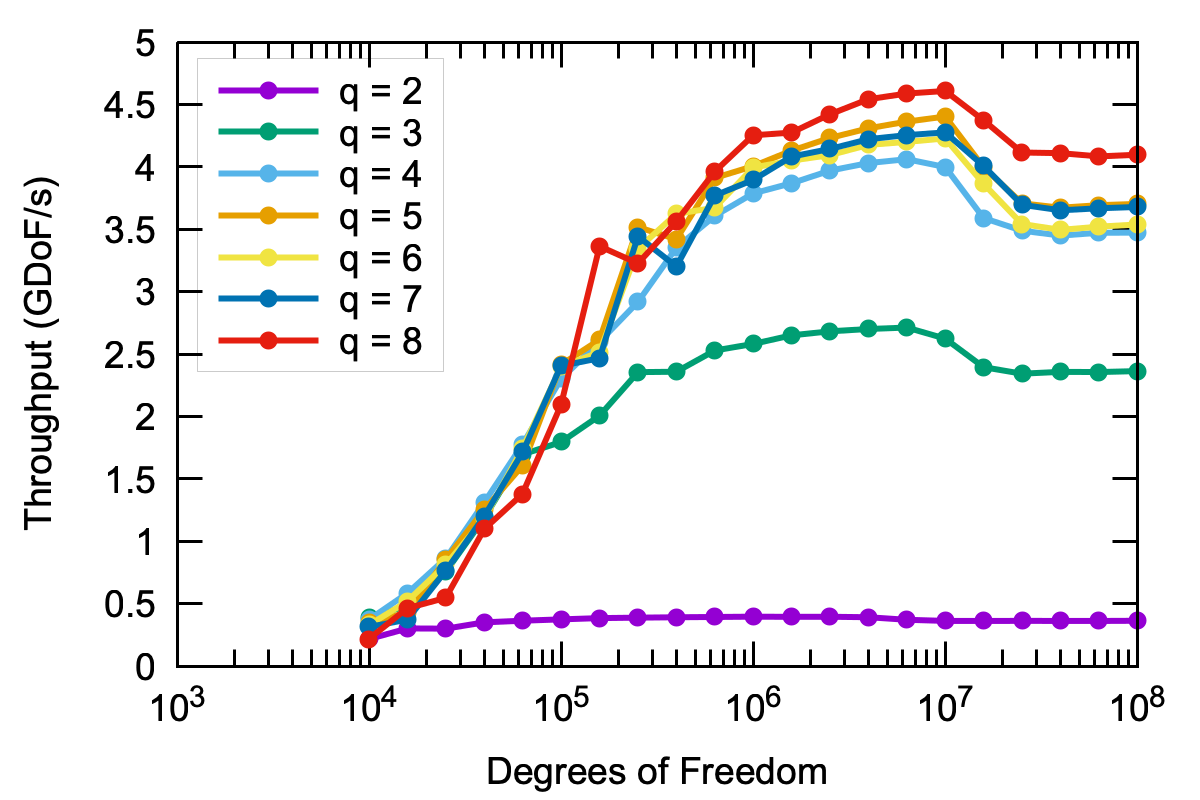 5
4.5
4
3.5
3
2.5
2
1.5
1
0.5
0
Throughput (GDoF/s)
q = 2
q = 3
q = 4
q = 5
q = 6
q = 7
q = 8
10³ 10⁴ 10⁵ 10⁶ 10⁷ 10⁸
Degrees of Freedom